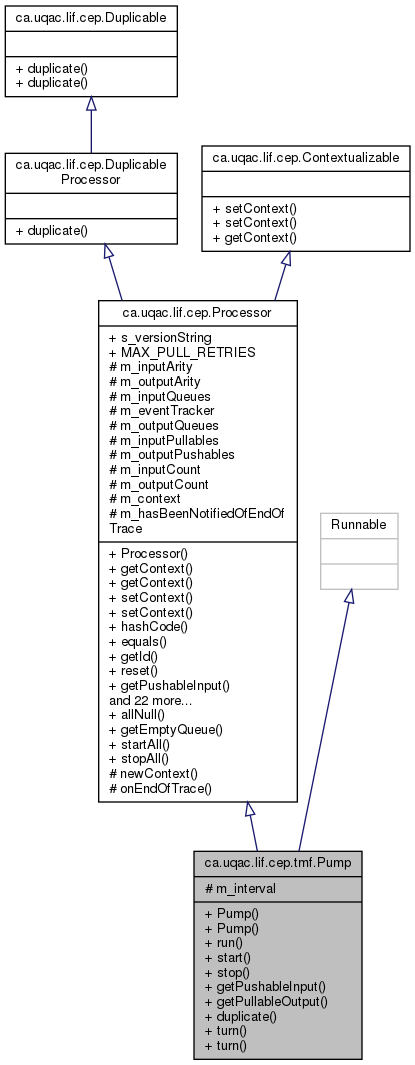 ca.uqac.lif.cep.Duplicable
+ duplicate()
+ duplicate()
ca.uqac.lif.cep.Duplicable
Processor
+ duplicate()
ca.uqac.lif.cep.Contextualizable
+ setContext()
+ setContext()
+ getContext()
ca.uqac.lif.cep.Processor
+ s_versionString
+ MAX_PULL_RETRIES
# m_inputArity
# m_outputArity
# m_inputQueues
# m_eventTracker
# m_outputQueues
# m_inputPullables
# m_outputPushables
# m_inputCount
# m_outputCount
# m_context
# m_hasBeenNotifiedOfEndOf
Trace
+ Processor()
+ getContext()
+ getContext()
+ setContext()
+ setContext()
+ hashCode()
+ equals()
+ getId()
+ reset()
+ getPushableInput()
and 22 more...
+ allNull()
+ getEmptyQueue()
+ startAll()
+ stopAll()
# newContext()
# onEndOfTrace()
Runnable
ca.uqac.lif.cep.tmf.Pump
# m_interval
+ Pump()
+ Pump()
+ run()
+ start()
+ stop()
+ getPushableInput()
+ getPullableOutput()
+ duplicate()
+ turn()
+ turn()